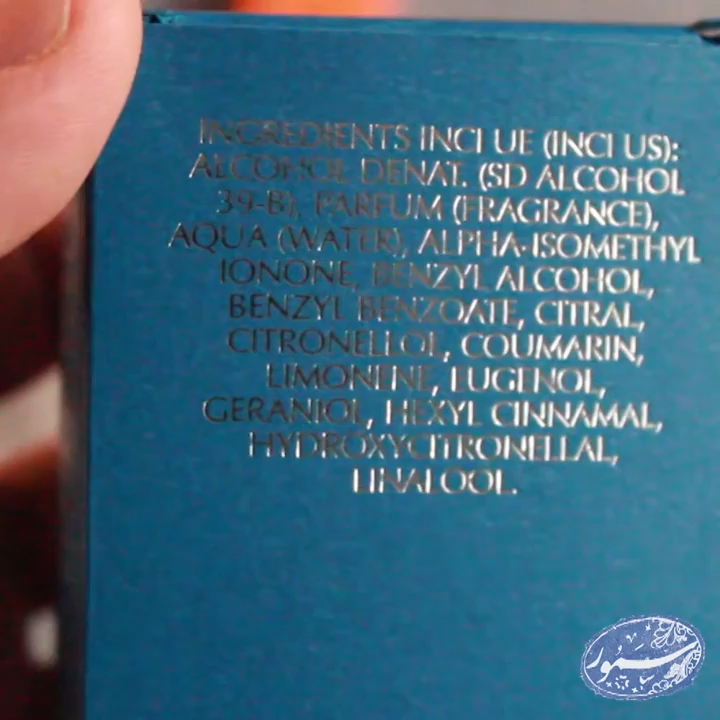 INGREDIENTS INCI UE (INCI US):
ALCOHOL DENAT. (SD ALCOHOL
39-B), PARFUM (FRAGRANCE),
AQUA (WATER), ALPHA-ISOMETHYL
IONONE, BENZYL ALCOHOL,
BENZYL BENZOATE, CITRAL,
CITRONELLOL, COUMARIN,
LIMONENE, EUGENOL,
GERANIOL, HEXYL CINNAMAL,
HYDROXYCITRONELLAL,
LINALOOL.